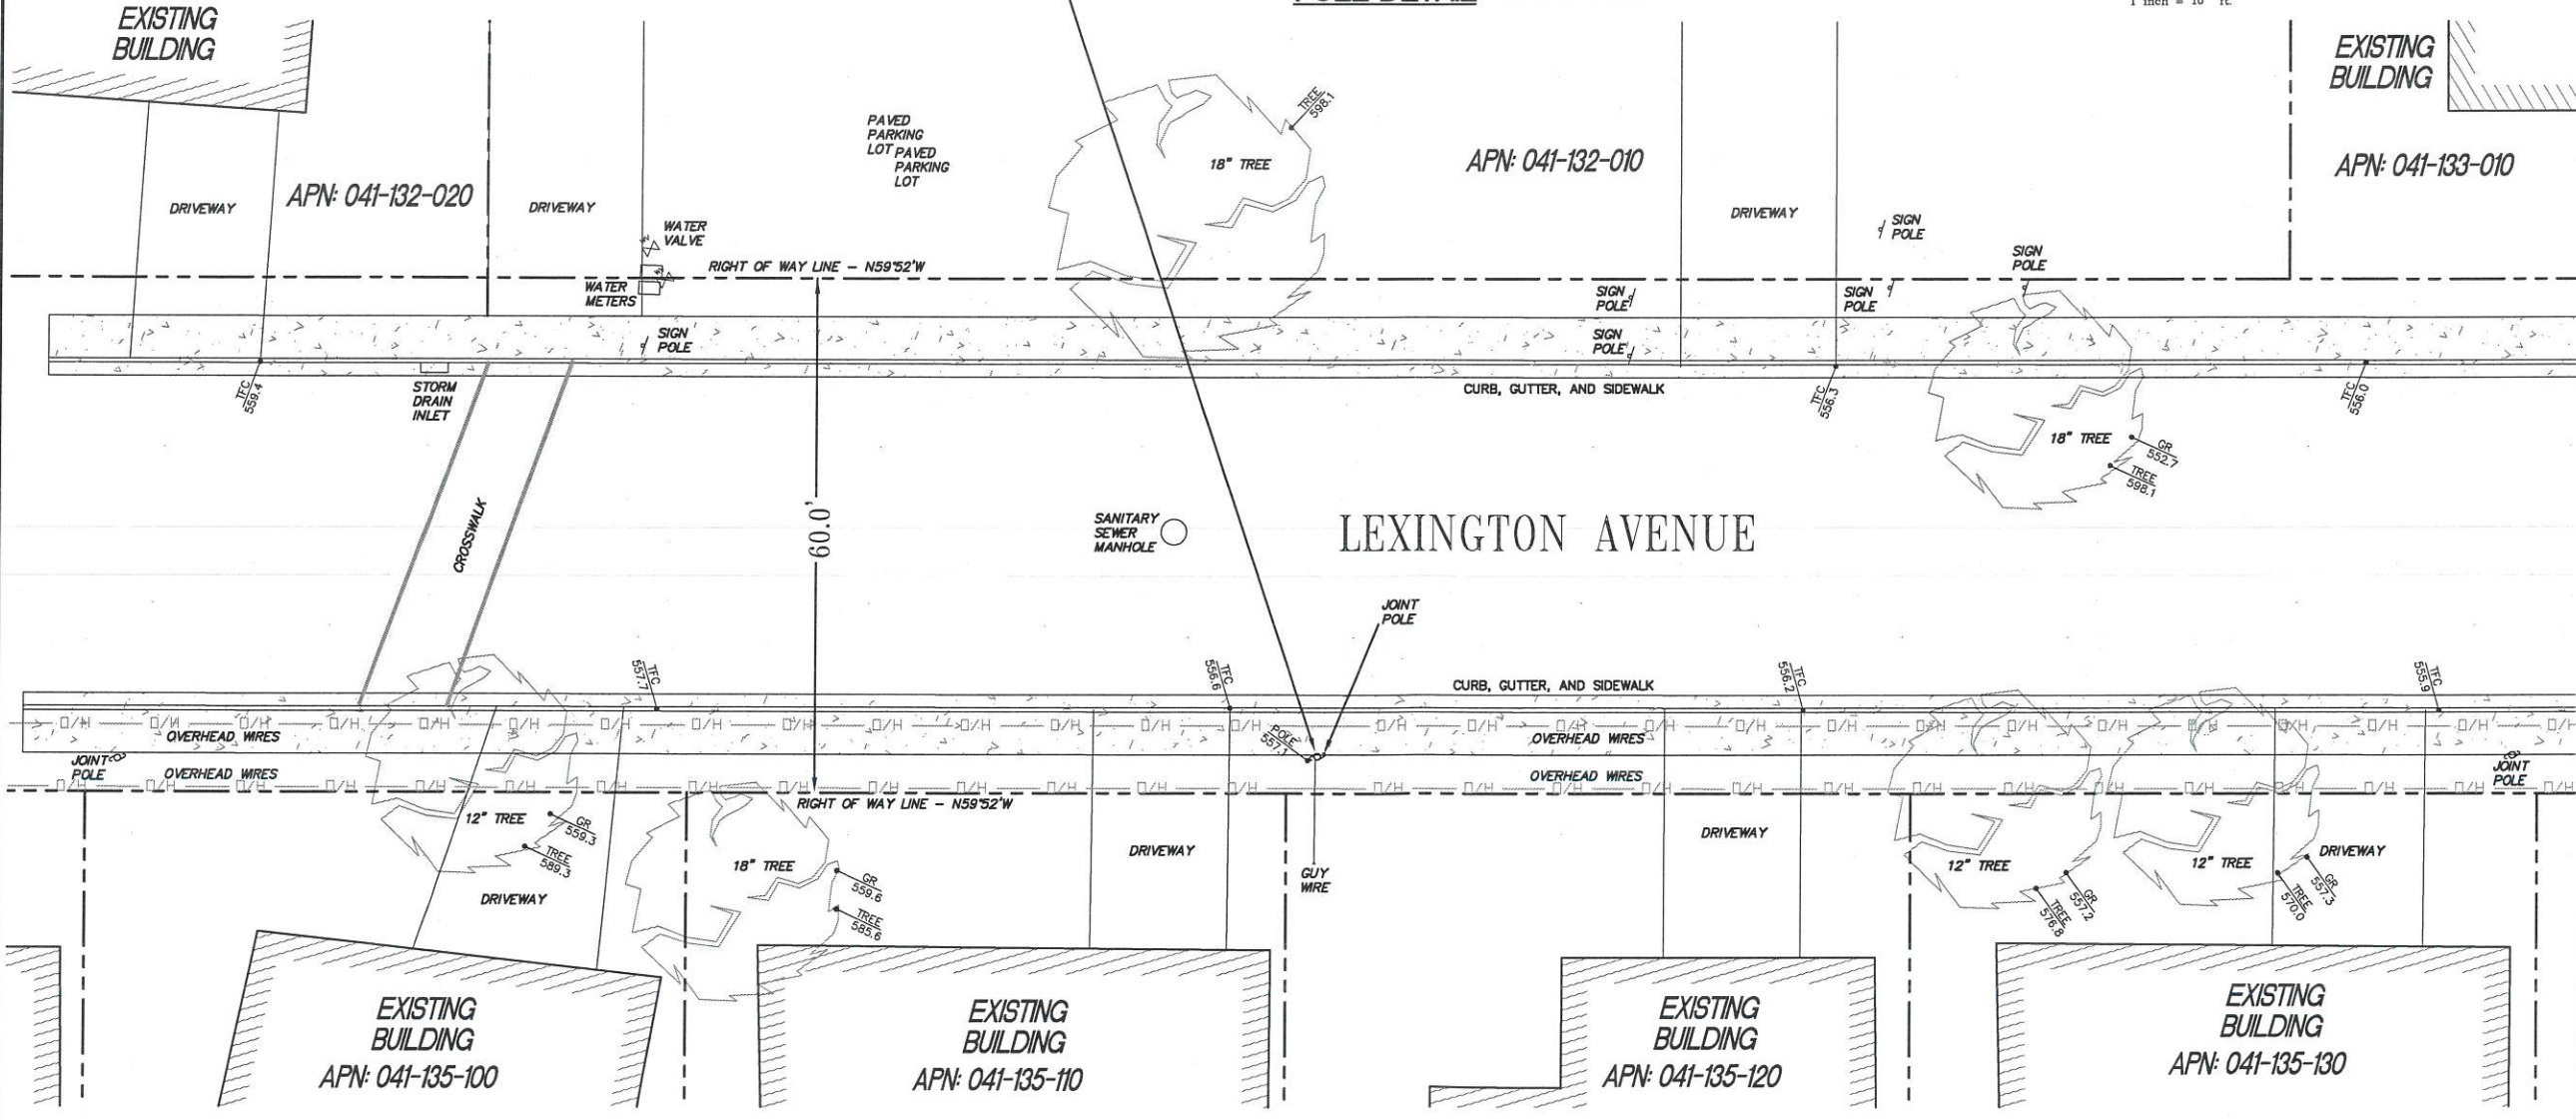 POLE DETAIL
1 inch = 10 ft.
EXISTING
BUILDING
EXISTING
BUILDING
TREE
598.1
PAVED
PARKING
LOT
PAVED
PARKING
LOT
18" TREE
APN: 041-132-010
APN: 041-133-010
APN: 041-132-020
DRIVEWAY
DRIVEWAY
DRIVEWAY
SIGN
POLE
WATER
VALVE
SIGN
POLE
RIGHT OF WAY LINE – N59°52'W
WATER
METERS
SIGN
POLE
SIGN
POLE
SIGN
POLE
SIGN
POLE
TFC
559.4
STORM
DRAIN
INLET
CURB, GUTTER, AND SIDEWALK
TFC
556.3
TFC
556.0
18" TREE
GR
552.7
TREE
598.1
CROSSWALK
60.0'
SANITARY
SEWER
MANHOLE
LEXINGTON AVENUE
JOINT
POLE
TFC
557.7
TFC
556.6
CURB, GUTTER, AND SIDEWALK
TFC
556.2
TFC
555.9
O/H O/H O/H O/H O/H O/H O/H O/H O/H O/H O/H O/H O/H O/H O/H O/H O/H O/H O/H O/H O/H O/H O/H O/H O/H O/H O/H O/H
OVERHEAD WIRES
POLE
557.1
OVERHEAD WIRES
JOINT
POLE
OVERHEAD WIRES
OVERHEAD WIRES
JOINT
POLE
O/H O/H O/H O/H O/H O/H O/H O/H O/H O/H O/H O/H O/H O/H O/H O/H O/H O/H O/H O/H O/H O/H O/H O/H O/H O/H O/H O/H
RIGHT OF WAY LINE – N59°52'W
12" TREE
GR
559.3
TREE
589.3
DRIVEWAY
18" TREE
GR
559.6
TREE
585.6
DRIVEWAY
GUY
WIRE
DRIVEWAY
12" TREE
GR
557.2
TREE
576.8
12" TREE
DRIVEWAY
GR
557.3
TREE
570.0
EXISTING
BUILDING
APN: 041-135-100
EXISTING
BUILDING
APN: 041-135-110
EXISTING
BUILDING
APN: 041-135-120
EXISTING
BUILDING
APN: 041-135-130